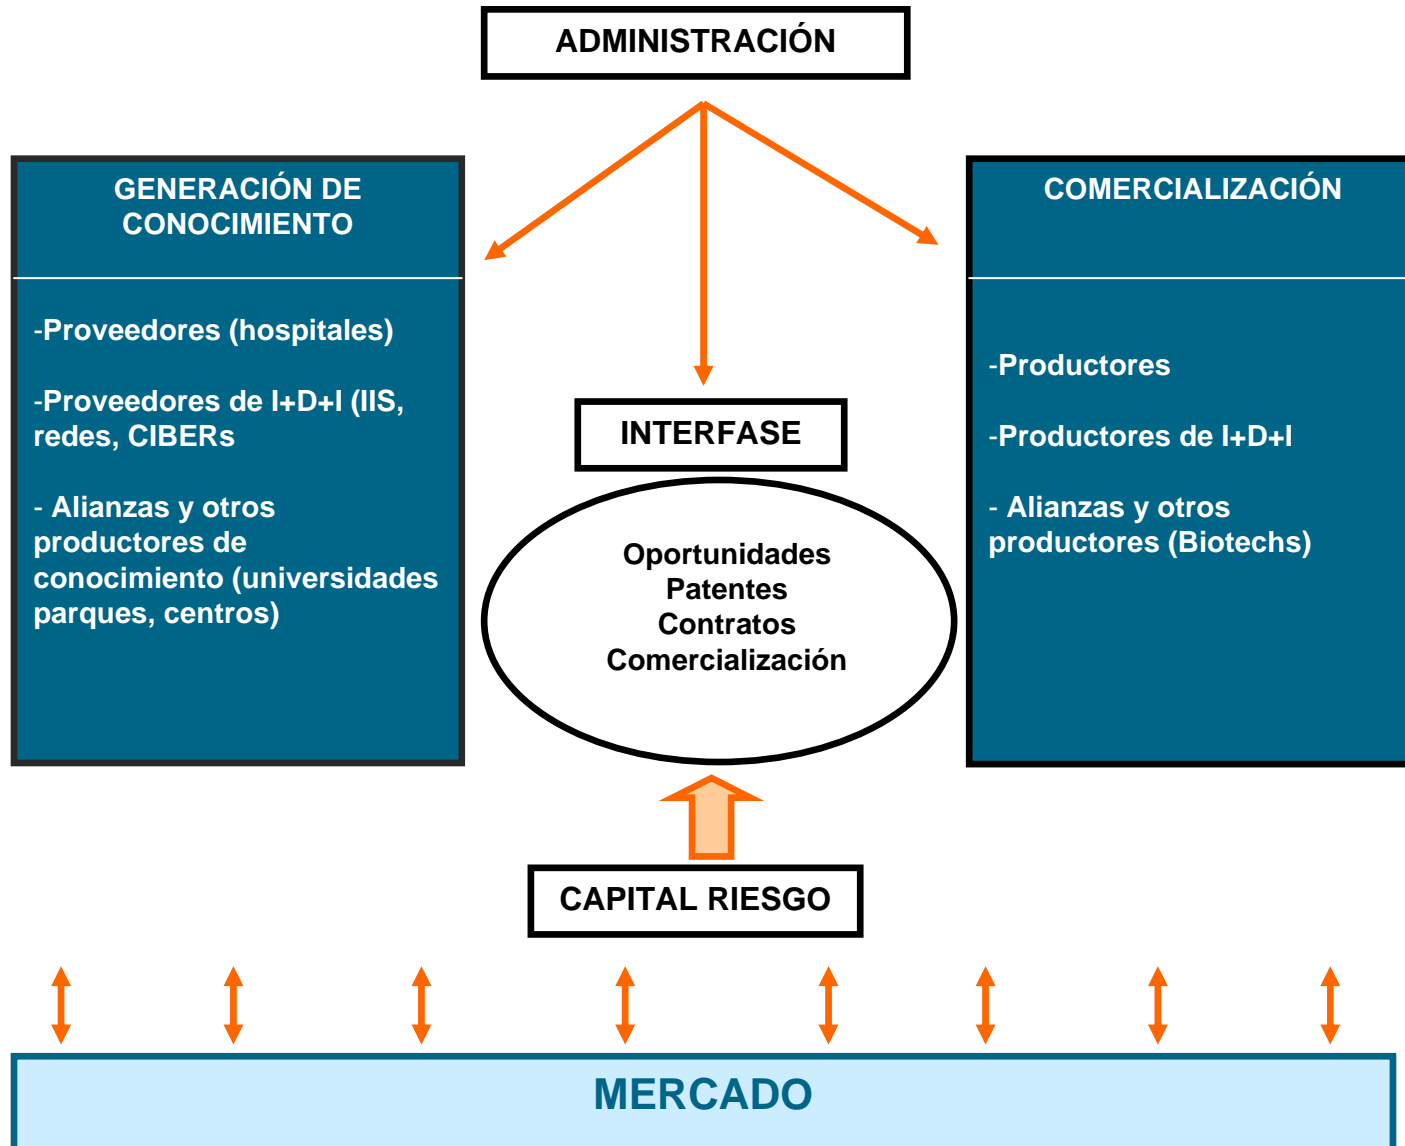 ADMINISTRACIÓN
GENERACIÓN DE
CONOCIMIENTO
-Proveedores (hospitales)
-Proveedores de I+D+I (IIS,
redes, CIBERs
- Alianzas y otros
productores de
conocimiento (universidades
parques, centros)
INTERFASE
Oportunidades
Patentes
Contratos
Comercialización
CAPITAL RIESGO
COMERCIALIZACIÓN
-Productores
-Productores de I+D+I
- Alianzas y otros
productores (Biotechs)
MERCADO